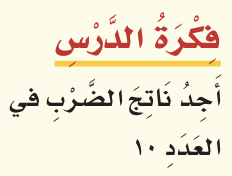 فِكْرَةُ الدَّرْسِ
أَجِدُ نَاتِجَ الضَّرْبِ في
العَدَدِ ١٠